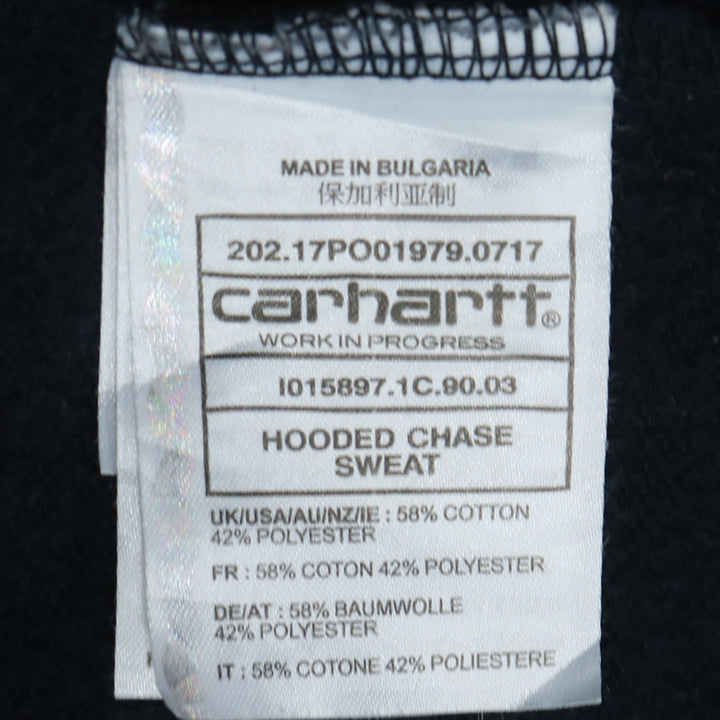 MADE IN BULGARIA
保加利亚制
202.17PO01979.0717
carhartt®
WORK IN PROGRESS
I015897.1C.90.03
HOODED CHASE
SWEAT
UK/USA/AU/NZ/IE : 58% COTTON
42% POLYESTER
FR : 58% COTON 42% POLYESTER
DE/AT : 58% BAUMWOLLE
42% POLYESTER
IT : 58% COTONE 42% POLIESTERE